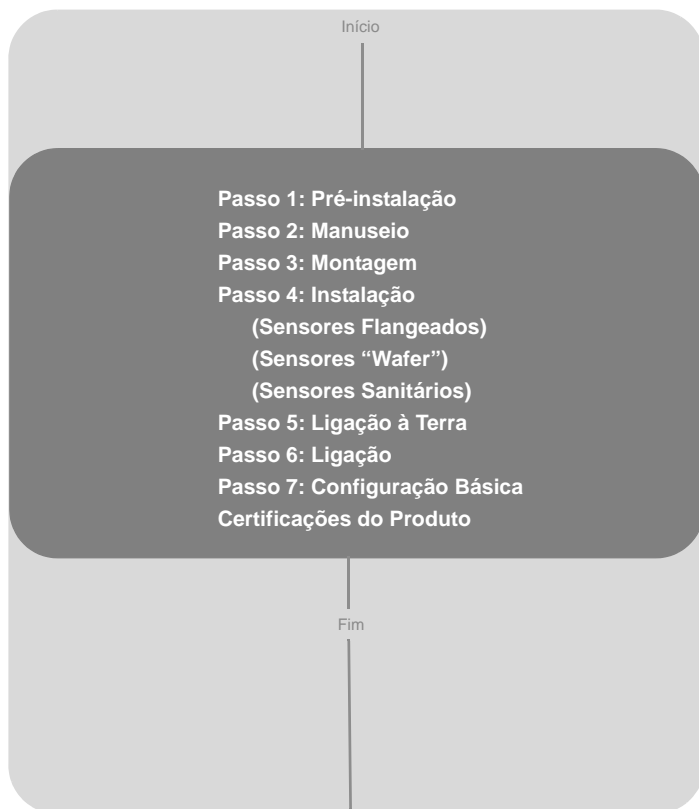 Início
Passo 1: Pré-instalação
Passo 2: Manuseio
Passo 3: Montagem
Passo 4: Instalação
(Sensores Flangeados)
(Sensores “Wafer”)
(Sensores Sanitários)
Passo 5: Ligação à Terra
Passo 6: Ligação
Passo 7: Configuração Básica
Certificações do Produto
Fim